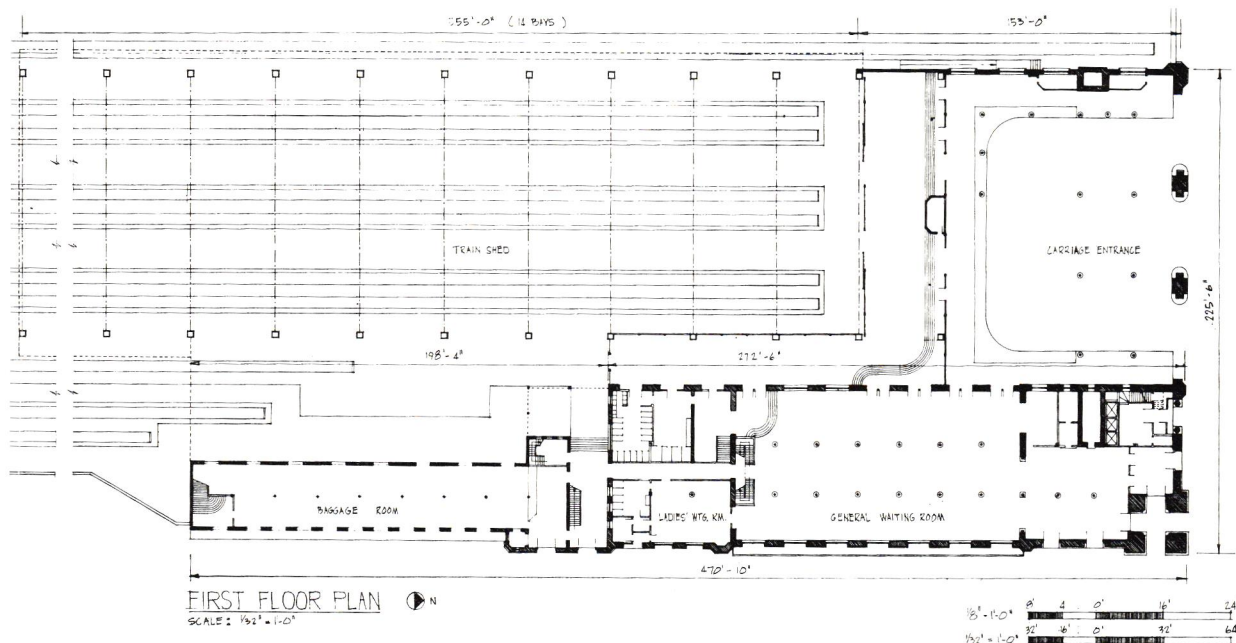 555'-0" (14 BAYS)
153'-0"
TRAIN SHED
CARRIAGE ENTRANCE
225'-6"
198'-4"
272'-6"
BAGGAGE ROOM
LADIES' WTG. RM.
GENERAL WAITING ROOM
470'-10"
FIRST FLOOR PLAN
N
SCALE: 1/32" = 1'-0"
1/8"=1'-0"
8' 4 0' 16' 24
1/32" = 1'-0"
32' 16' 0' 32' 64